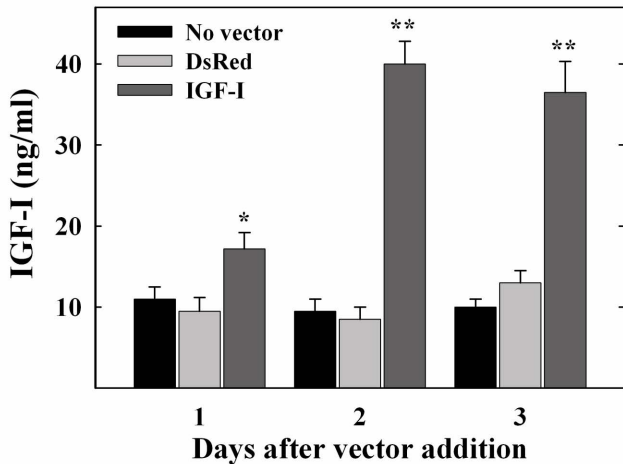 No vector
DsRed
IGF-I
**
**
*
40
30
20
10
IGF-I (ng/ml)
1 2 3
Days after vector addition